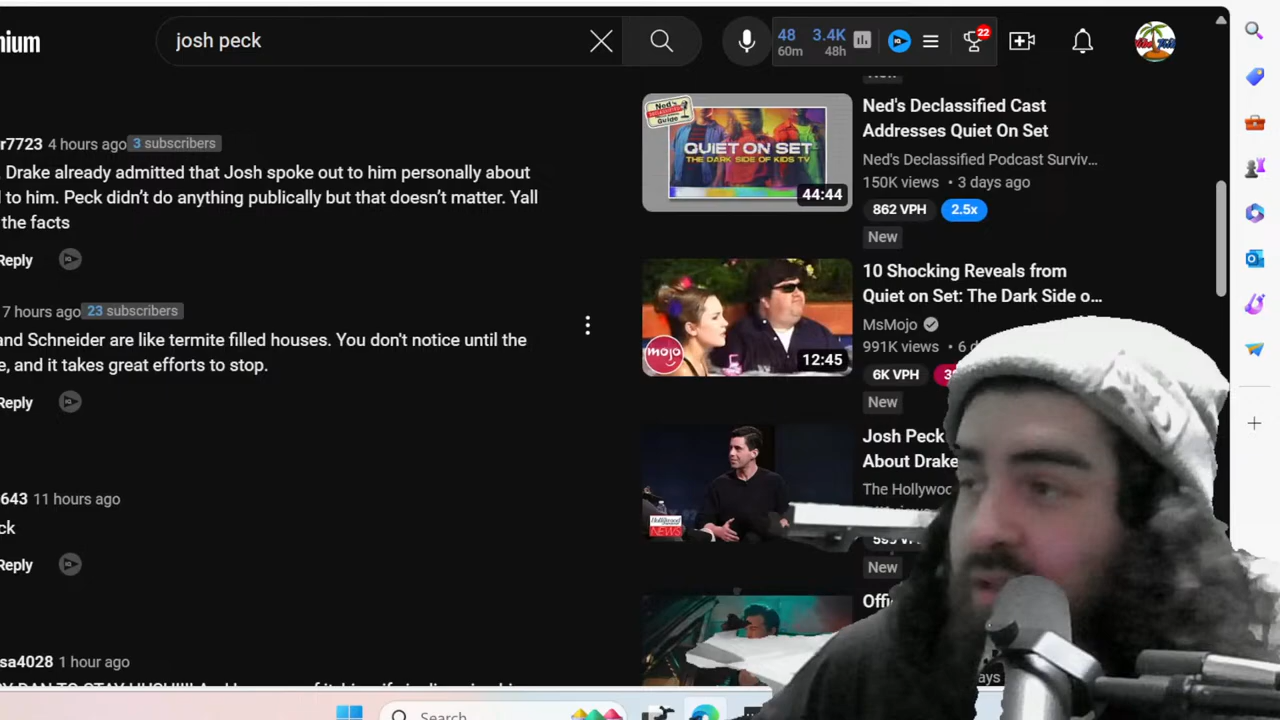 nium
josh peck
48
60m
3.4K
48h
22
r7723 4 hours ago 3 subscribers
Drake already admitted that Josh spoke out to him personally about
to him. Peck didn’t do anything publically but that doesn’t matter. Yall
the facts
Reply
7 hours ago 23 subscribers
and Schneider are like termite filled houses. You don't notice until the
e, and it takes great efforts to stop.
Reply
643 11 hours ago
ck
Reply
sa4028 1 hour ago
New
Ned's Declassified Guide
QUIET ON SET
THE DARK SIDE OF KIDS TV
44:44
Ned's Declassified Cast
Addresses Quiet On Set
Ned's Declassified Podcast Surviv...
150K views • 3 days ago
862 VPH 2.5x
New
mojo
12:45
10 Shocking Reveals from
Quiet on Set: The Dark Side o...
MsMojo
991K views • 6 d
6K VPH
New
NEWS
Josh Peck
About Drake
The Hollywoo
New
Offi
ays
Search